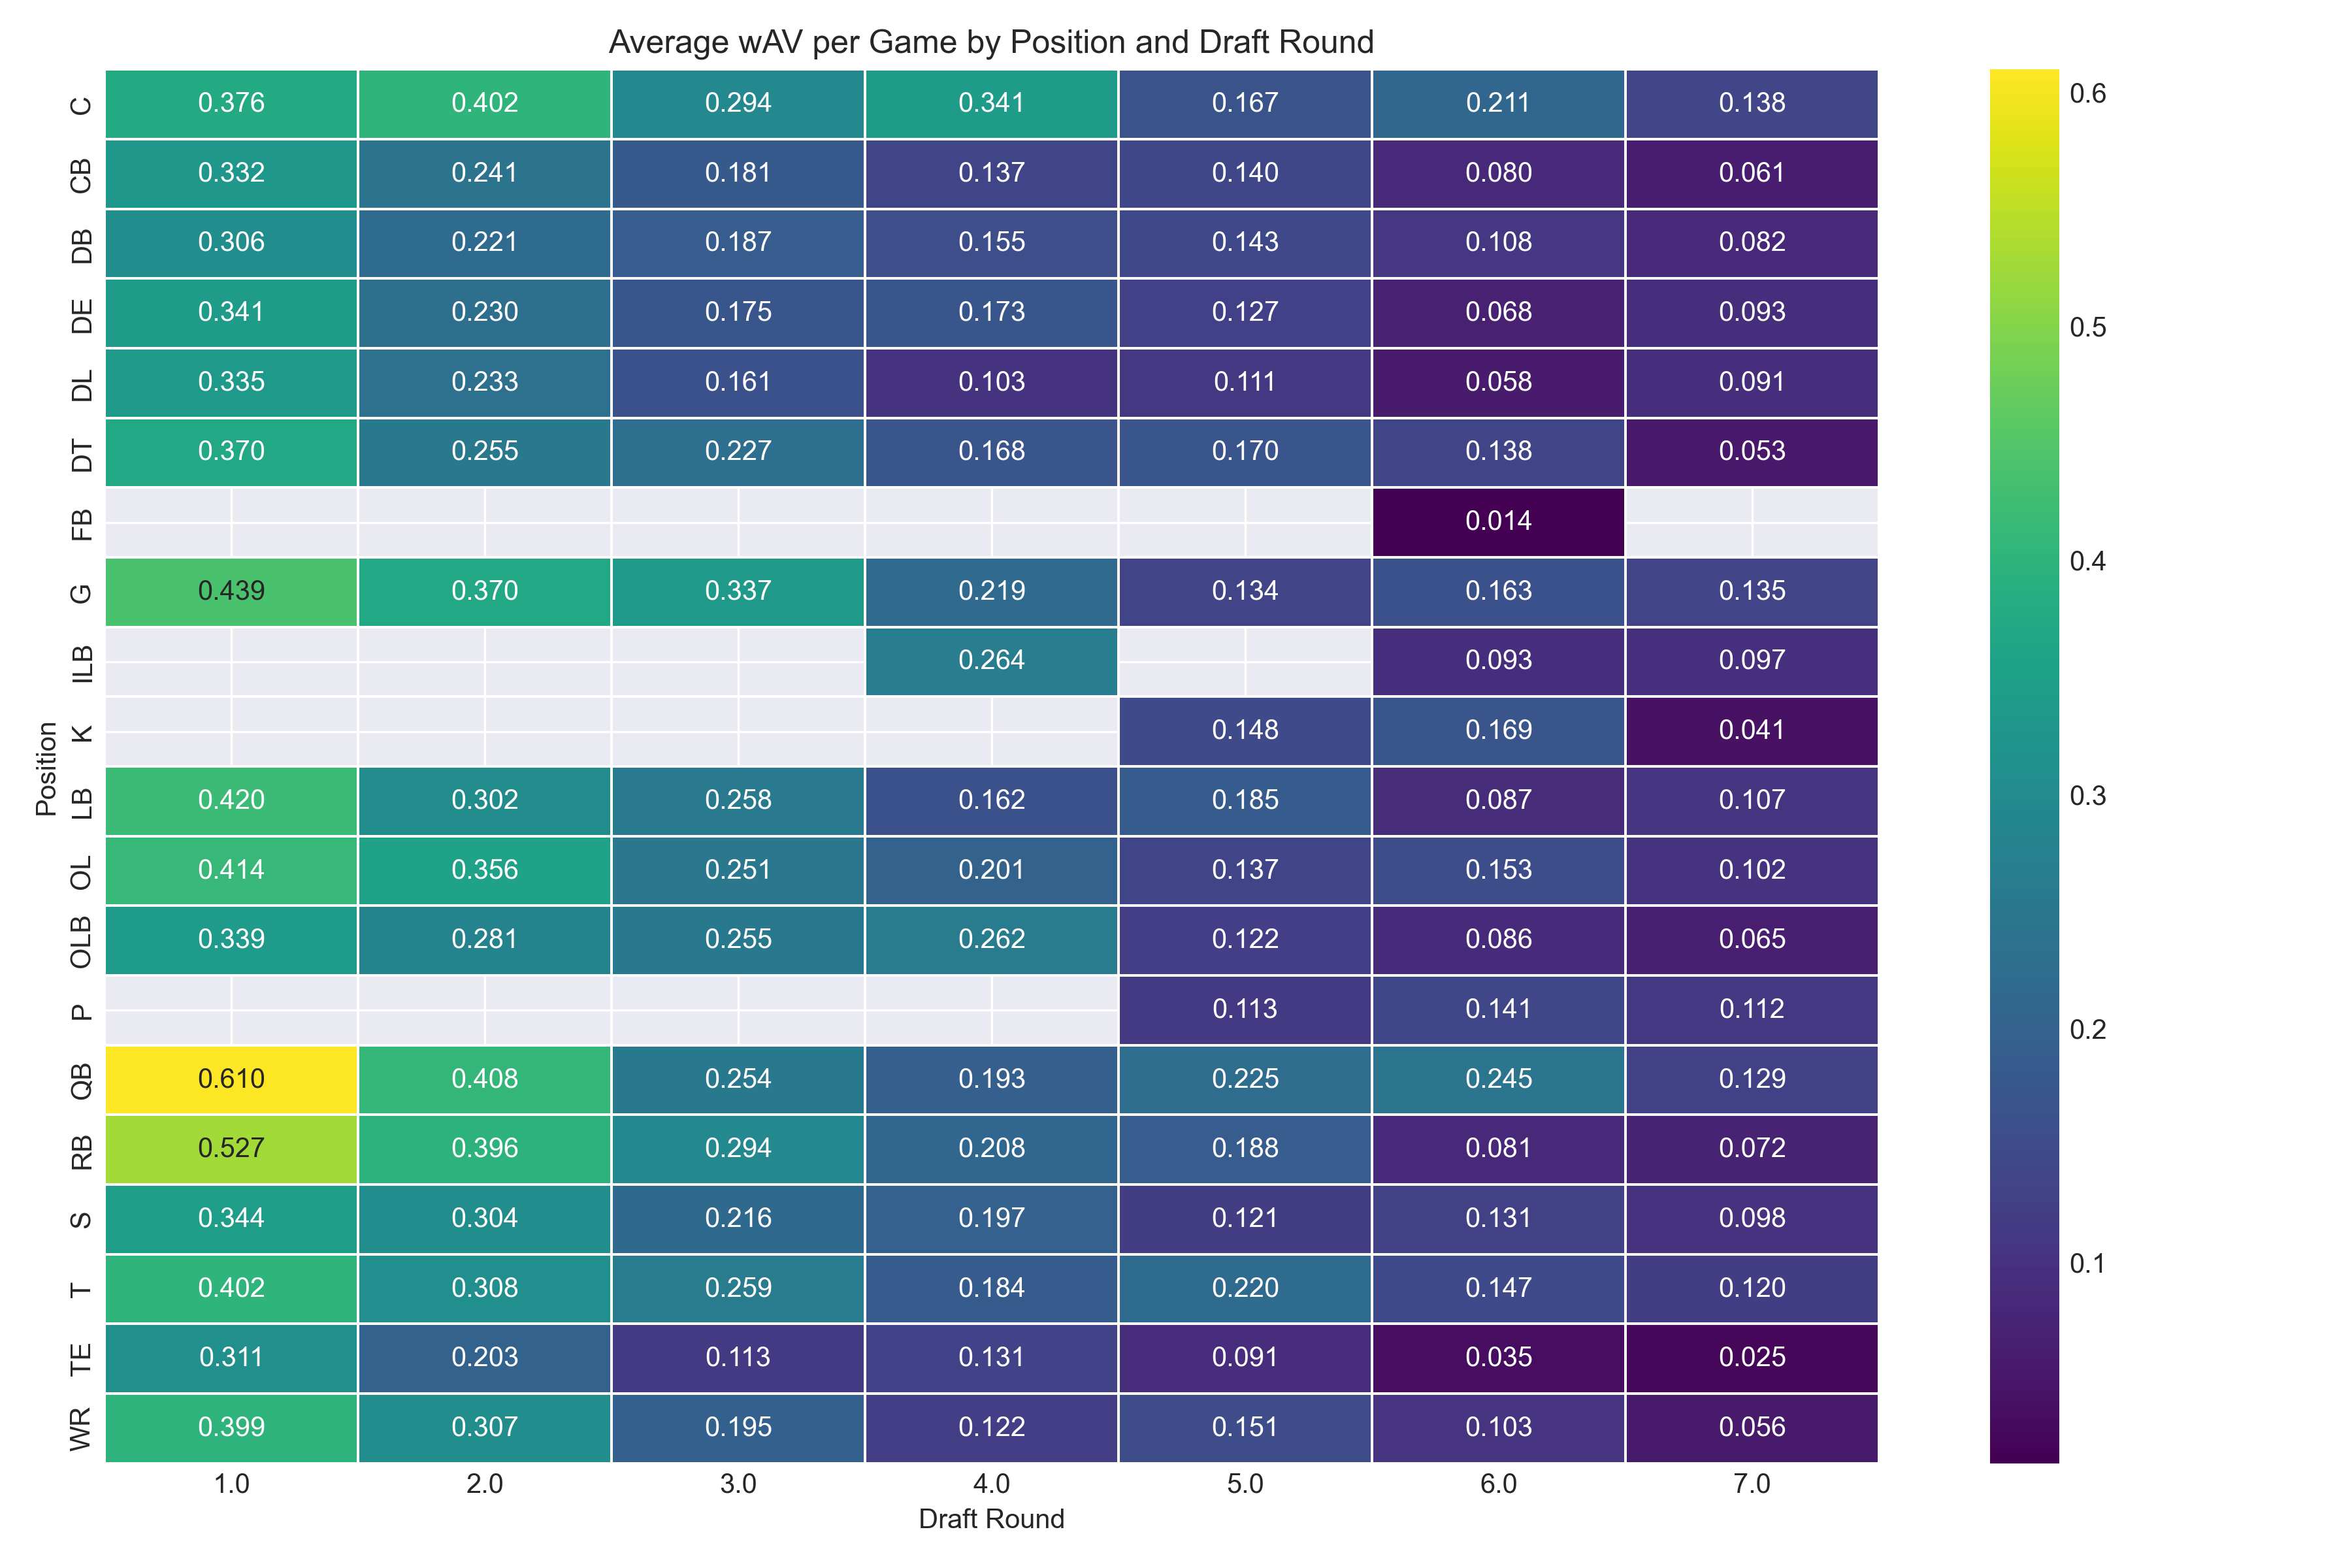 Average wAV per Game by Position and Draft Round
C 0.376 0.402 0.294 0.341 0.167 0.211 0.138
CB 0.332 0.241 0.181 0.137 0.140 0.080 0.061
DB 0.306 0.221 0.187 0.155 0.143 0.108 0.082
DE 0.341 0.230 0.175 0.173 0.127 0.068 0.093
DL 0.335 0.233 0.161 0.103 0.111 0.058 0.091
DT 0.370 0.255 0.227 0.168 0.170 0.138 0.053
FB 0.014
G 0.439 0.370 0.337 0.219 0.134 0.163 0.135
ILB 0.264 0.093 0.097
K 0.148 0.169 0.041
LB 0.420 0.302 0.258 0.162 0.185 0.087 0.107
OL 0.414 0.356 0.251 0.201 0.137 0.153 0.102
OLB 0.339 0.281 0.255 0.262 0.122 0.086 0.065
P 0.113 0.141 0.112
QB 0.610 0.408 0.254 0.193 0.225 0.245 0.129
RB 0.527 0.396 0.294 0.208 0.188 0.081 0.072
S 0.344 0.304 0.216 0.197 0.121 0.131 0.098
T 0.402 0.308 0.259 0.184 0.220 0.147 0.120
TE 0.311 0.203 0.113 0.131 0.091 0.035 0.025
WR 0.399 0.307 0.195 0.122 0.151 0.103 0.056
1.0 2.0 3.0 4.0 5.0 6.0 7.0
Draft Round
Position
0.6
0.5
0.4
0.3
0.2
0.1